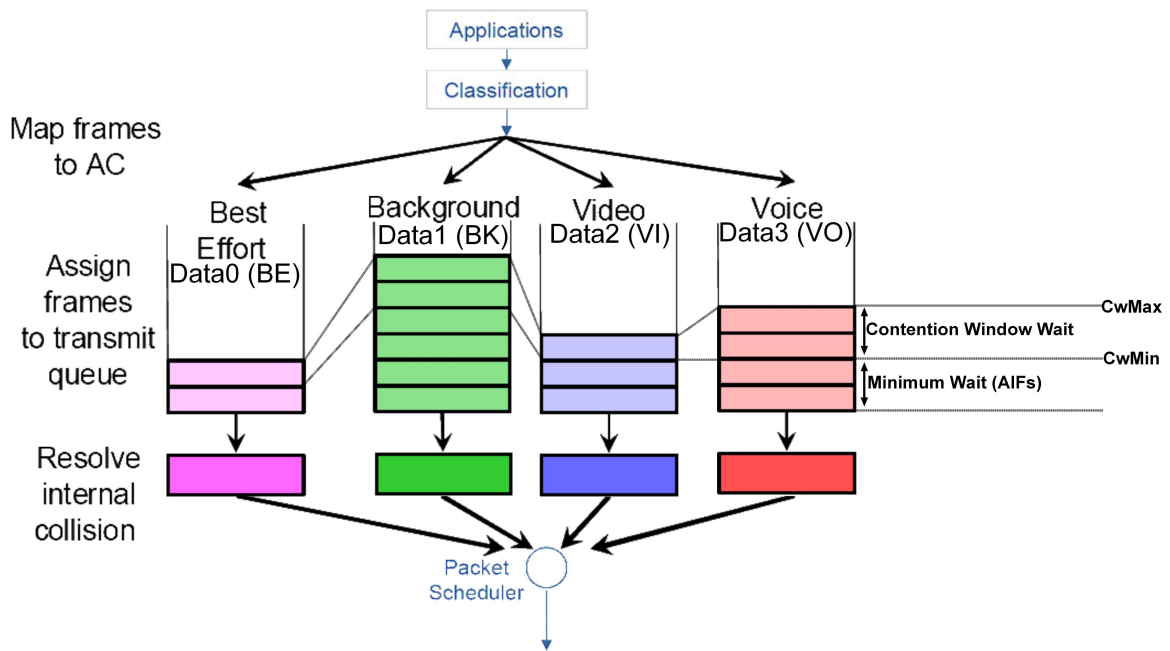 Applications
Classification
Map frames
to AC
Best
Effort
Data0 (BE)
Background
Data1 (BK)
Video
Data2 (VI)
Voice
Data3 (VO)
Assign
frames
to transmit
queue
CwMax
Contention Window Wait
CwMin
Minimum Wait (AIFs)
Resolve
internal
collision
Packet
Scheduler